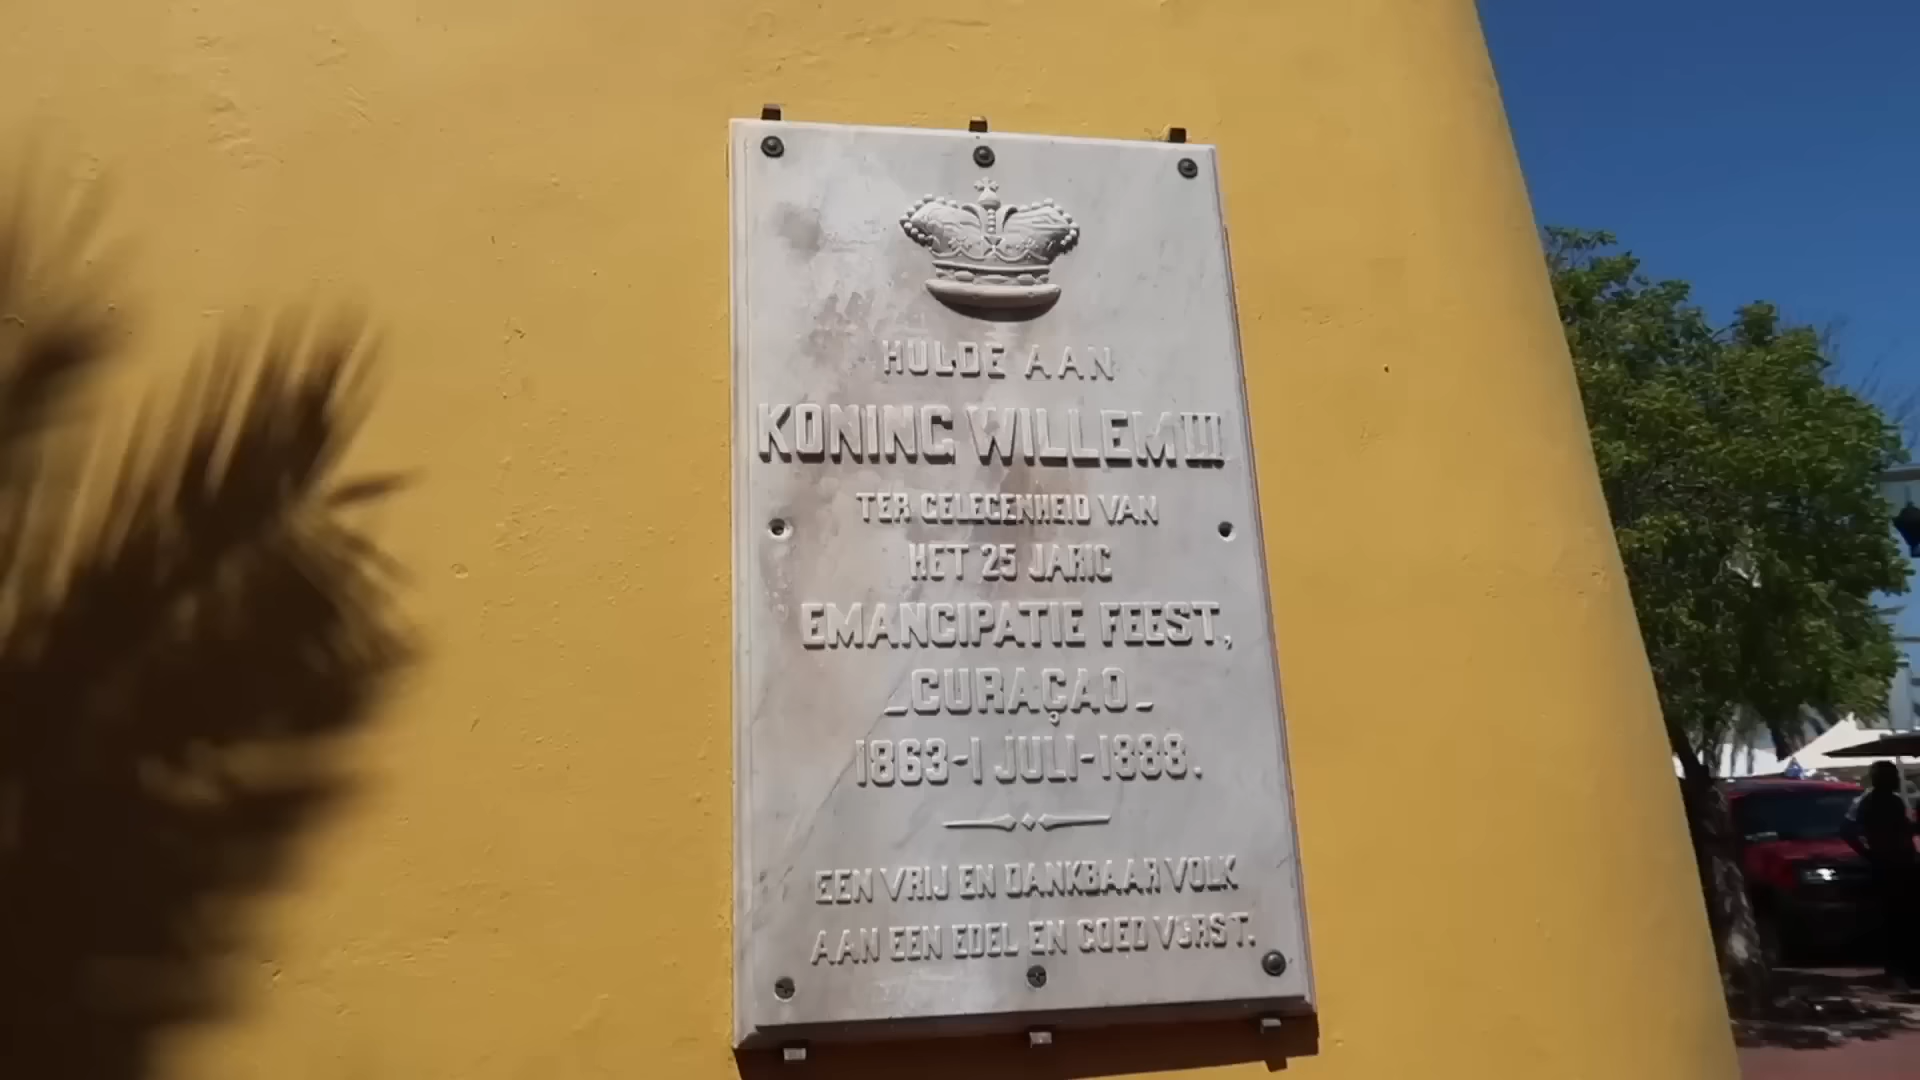 HULDE AAN
KONING WILLEM III
TER GELEGENHEID VAN
HET 25 JARIG
EMANCIPATIE FEEST,
_CURAÇAO_
1863-1 JULI-1888.
EEN VRIJ EN DANKBAAR VOLK
AAN EEN EDEL EN GOED VORST.